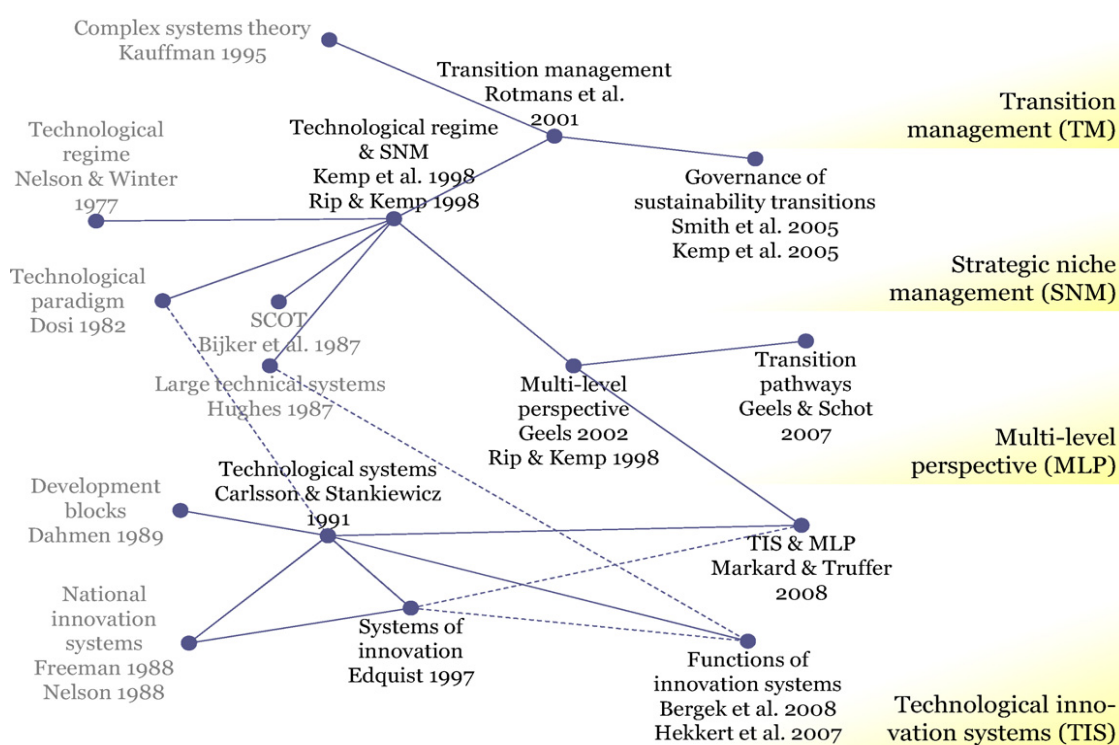 Complex systems theory
Kauffman 1995
Transition management
Rotmans et al.
2001
Transition
management (TM)
Technological
regime
Nelson & Winter
1977
Technological regime
& SNM
Kemp et al. 1998
Rip & Kemp 1998
Governance of
sustainability transitions
Smith et al. 2005
Kemp et al. 2005
Strategic niche
management (SNM)
Technological
paradigm
Dosi 1982
SCOT
Bijker et al. 1987
Large technical systems
Hughes 1987
Multi-level
perspective
Geels 2002
Rip & Kemp 1998
Transition
pathways
Geels & Schot
2007
Multi-level
perspective (MLP)
Technological systems
Carlsson & Stankiewicz
1991
Development
blocks
Dahmen 1989
TIS & MLP
Markard & Truffer
2008
National
innovation
systems
Freeman 1988
Nelson 1988
Systems of
innovation
Edquist 1997
Functions of
innovation systems
Bergek et al. 2008
Hekkert et al. 2007
Technological inno-
vation systems (TIS)